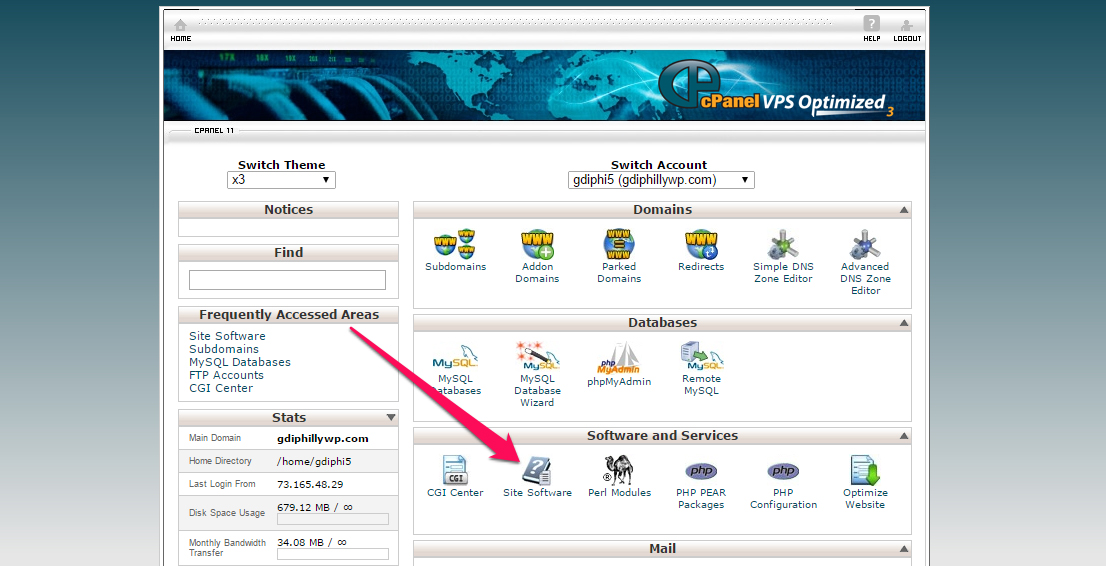 HOME
HELP
LOGOUT
17X 18X
cPanel VPS Optimized 3
CPANEL 11
Switch Theme
x3
Switch Account
gdiphi5 (gdiphillywp.com)
Notices
Find
Frequently Accessed Areas
Site Software
Subdomains
MySQL Databases
FTP Accounts
CGI Center
Stats
Main Domain gdiphillywp.com
Home Directory /home/gdiphi5
Last Login From 73.165.48.29
Disk Space Usage 679.12 MB / ∞
Monthly Bandwidth
Transfer
34.08 MB / ∞
Domains
Subdomains
Addon
Domains
Parked
Domains
Redirects
Simple DNS
Zone Editor
Advanced
DNS Zone
Editor
Databases
MySQL
Databases
MySQL
Database
Wizard
phpMyAdmin
Remote
MySQL
Software and Services
CGI Center
Site Software
Perl Modules
PHP PEAR
Packages
PHP
Configuration
Optimize
Website
Mail